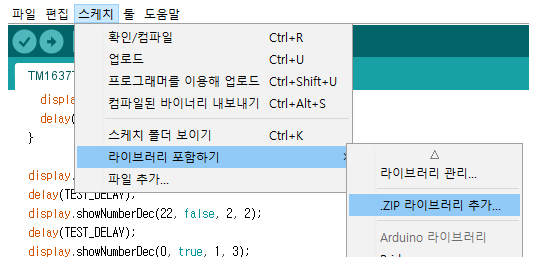 파일 편집 스케치 툴 도움말
확인/컴파일 Ctrl+R
업로드 Ctrl+U
프로그래머를 이용해 업로드 Ctrl+Shift+U
컴파일된 바이너리 내보내기 Ctrl+Alt+S
스케치 폴더 보이기 Ctrl+K
라이브러리 포함하기
파일 추가...
라이브러리 관리...
.ZIP 라이브러리 추가...
Arduino 라이브러리
TM1637
displa
delay(
}
display
delay(TEST_DELAY);
display.showNumberDec(22, false, 2, 2);
delay(TEST_DELAY);
display.showNumberDec(0, true, 1, 3);